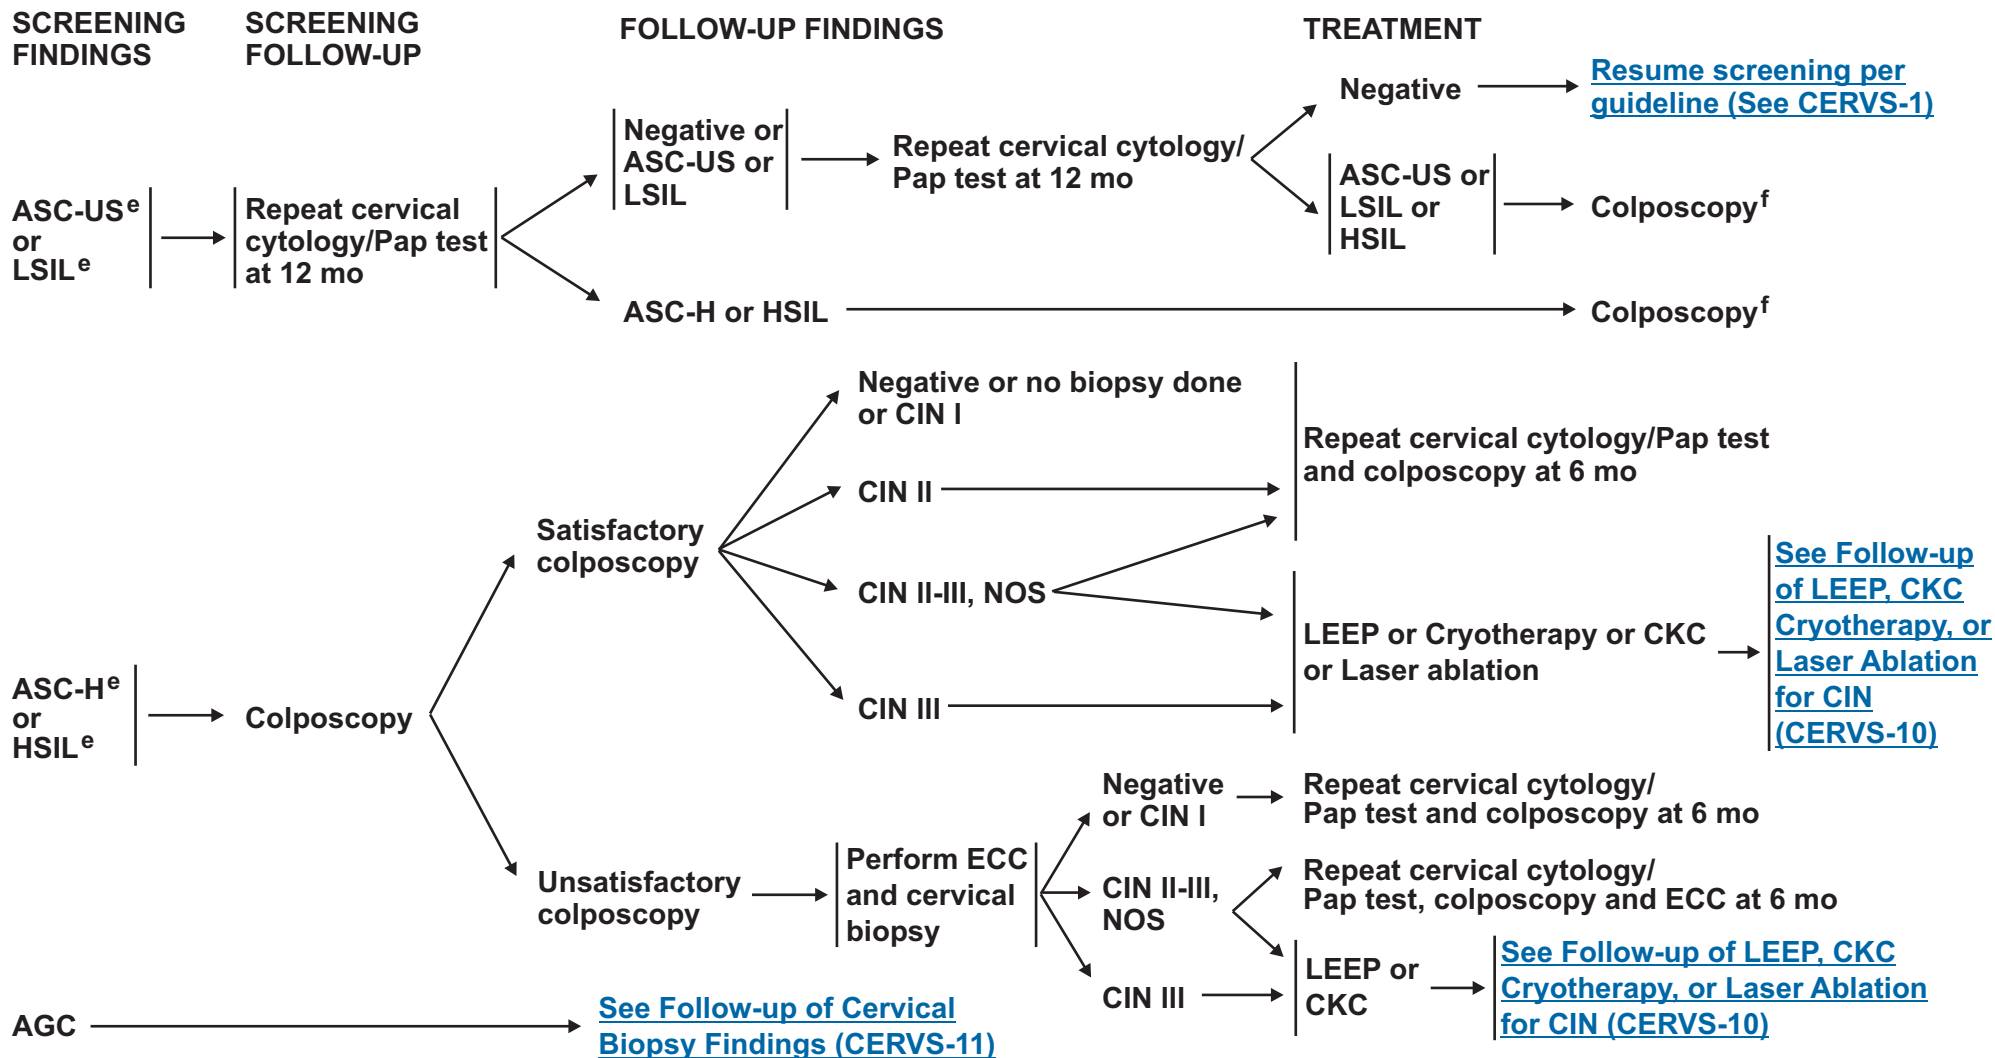 SCREENING
FINDINGS
SCREENING
FOLLOW-UP
FOLLOW-UP FINDINGS
TREATMENT
ASC-US e
or
LSIL e
Repeat cervical
cytology/Pap test
at 12 mo
Negative or
ASC-US or
LSIL
Repeat cervical cytology/
Pap test at 12 mo
Negative
Resume screening per
guideline (See CERVS-1)
ASC-US or
LSIL or
HSIL
Colposcopy f
ASC-H or HSIL
Colposcopy f
ASC-H e
or
HSIL e
Colposcopy
Satisfactory
colposcopy
Negative or no biopsy done
or CIN I
CIN II
CIN II-III, NOS
CIN III
Repeat cervical cytology/Pap test
and colposcopy at 6 mo
LEEP or Cryotherapy or CKC
or Laser ablation
See Follow-up
of LEEP, CKC
Cryotherapy, or
Laser Ablation
for CIN
(CERVS-10)
Unsatisfactory
colposcopy
Perform ECC
and cervical
biopsy
Negative
or CIN I
Repeat cervical cytology/
Pap test and colposcopy at 6 mo
CIN II-III,
NOS
Repeat cervical cytology/
Pap test, colposcopy and ECC at 6 mo
CIN III
LEEP or
CKC
See Follow-up of LEEP, CKC
Cryotherapy, or Laser Ablation
for CIN (CERVS-10)
AGC
See Follow-up of Cervical
Biopsy Findings (CERVS-11)